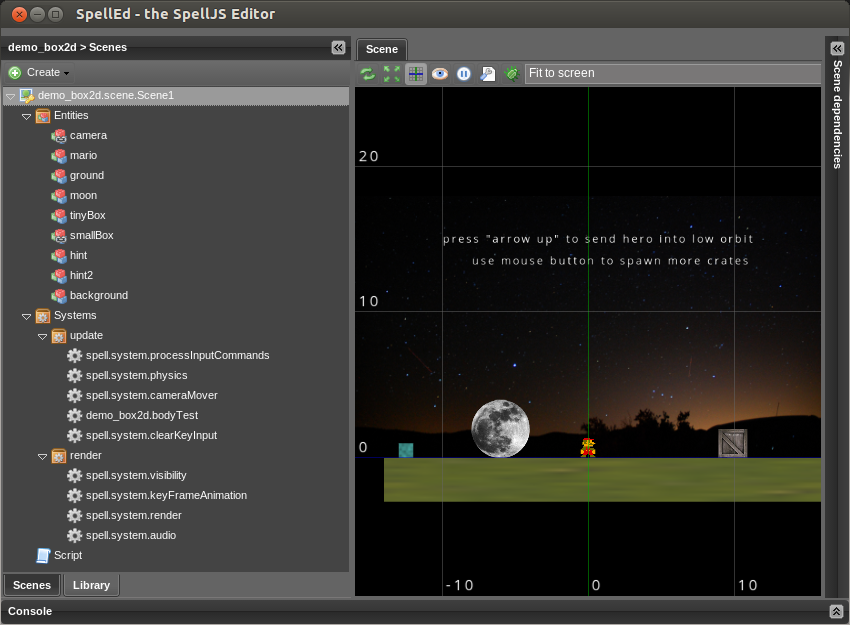 SpellEd - the SpellJS Editor
demo_box2d > Scenes
Create
demo_box2d.scene.Scene1
Entities
camera
mario
ground
moon
tinyBox
smallBox
hint
hint2
background
Systems
update
spell.system.processInputCommands
spell.system.physics
spell.system.cameraMover
demo_box2d.bodyTest
spell.system.clearKeyInput
render
spell.system.visibility
spell.system.keyFrameAnimation
spell.system.render
spell.system.audio
Script
Scenes Library
Scene
Fit to screen
20
press "arrow up" to send hero into low orbit
use mouse button to spawn more crates
10
0
-10 0 10
Scene dependencies
Console